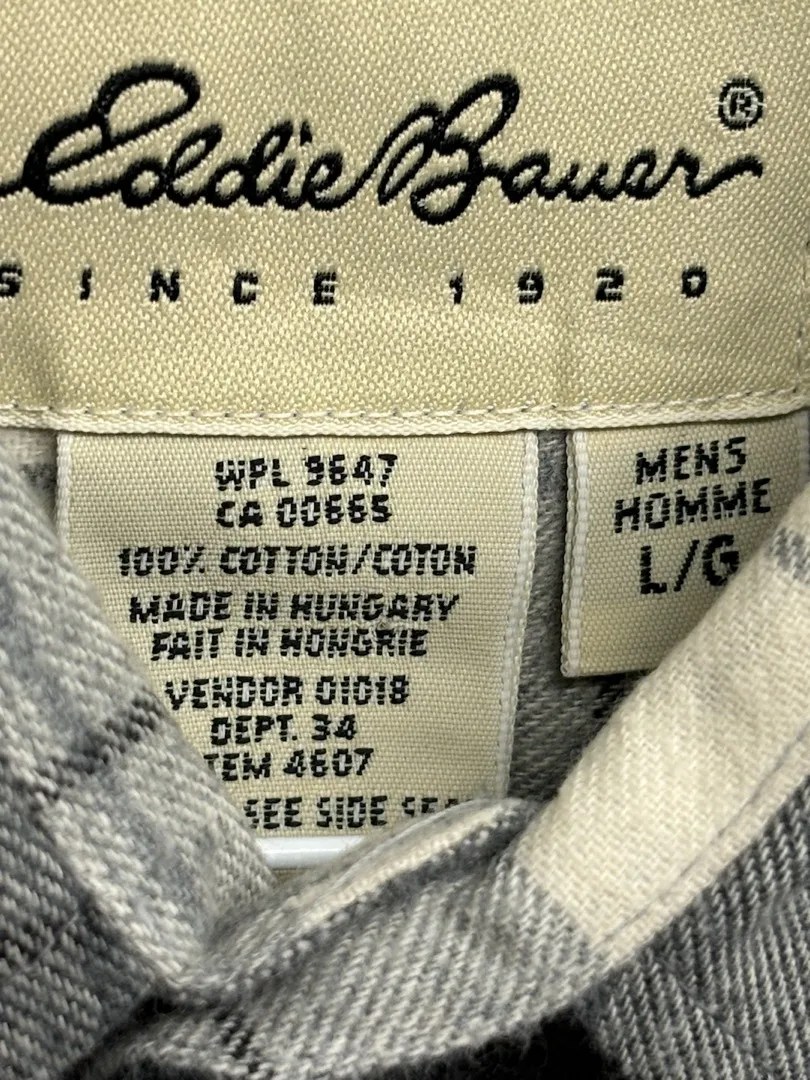 Eddie Bauer®
SINCE 1920
WPL 9647
CA 00665
100% COTTON/COTON
MADE IN HUNGARY
FAIT IN HONGRIE
VENDOR 01018
DEPT. 34
TEM 4607
SEE SIDE
MENS
HOMME
L/G